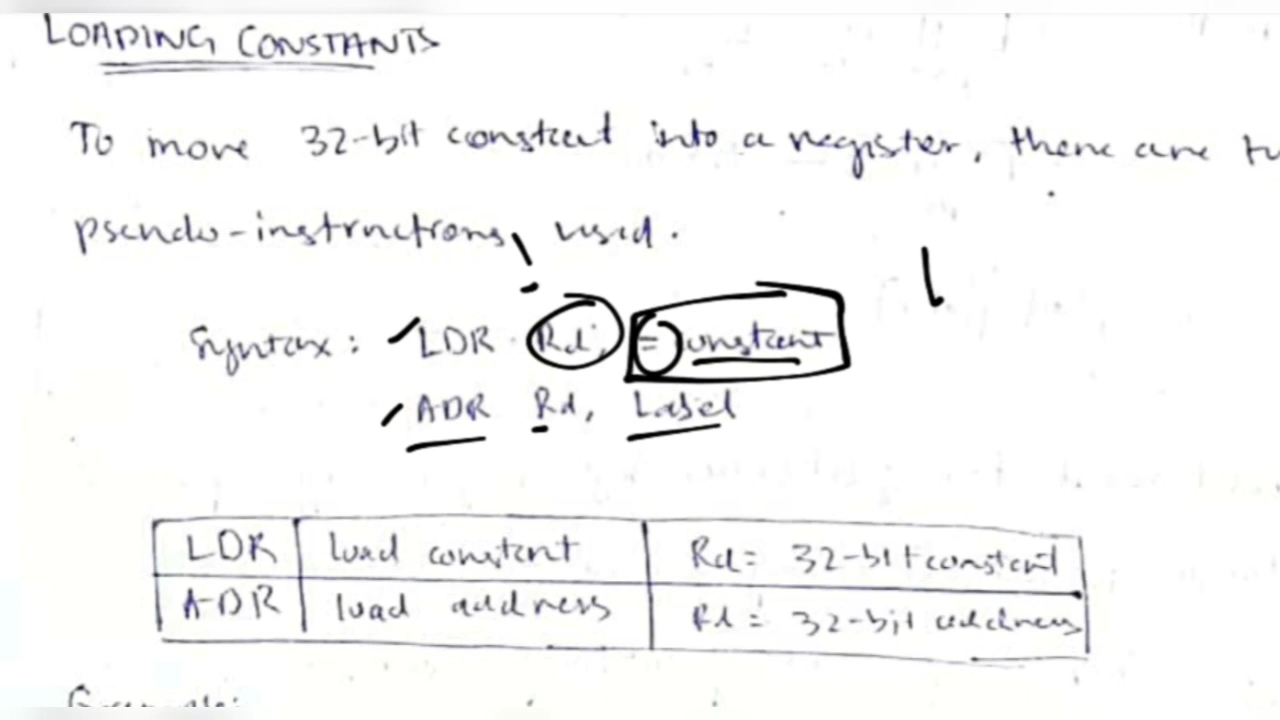 LOADING CONSTANTS
To move 32-bit constant into a register, there are
pseudo-instructions used.
Syntax: LDR Rd, = constant
ADR Rd, Label
LDR load constant Rd = 32-bit constant
ADR load address Rd = 32-bit address